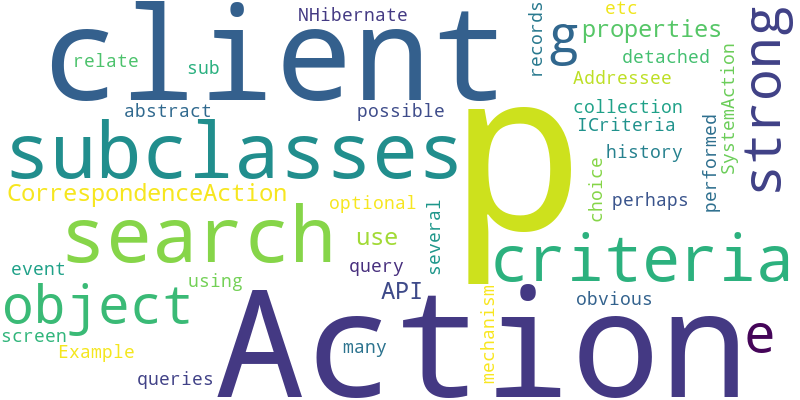 client
NHibernate
records
etc
g
properties
strong
relate
sub
detached
Addressee
SystemAction
abstract
possible
p
collection
ICriteria
subclasses
history
performed
CorrespondenceAction
optional
several
choice
perhaps
search
use
criteria
event
query
using
object
API
mechanism
obvious
screen
Example
many
Action
e
queries